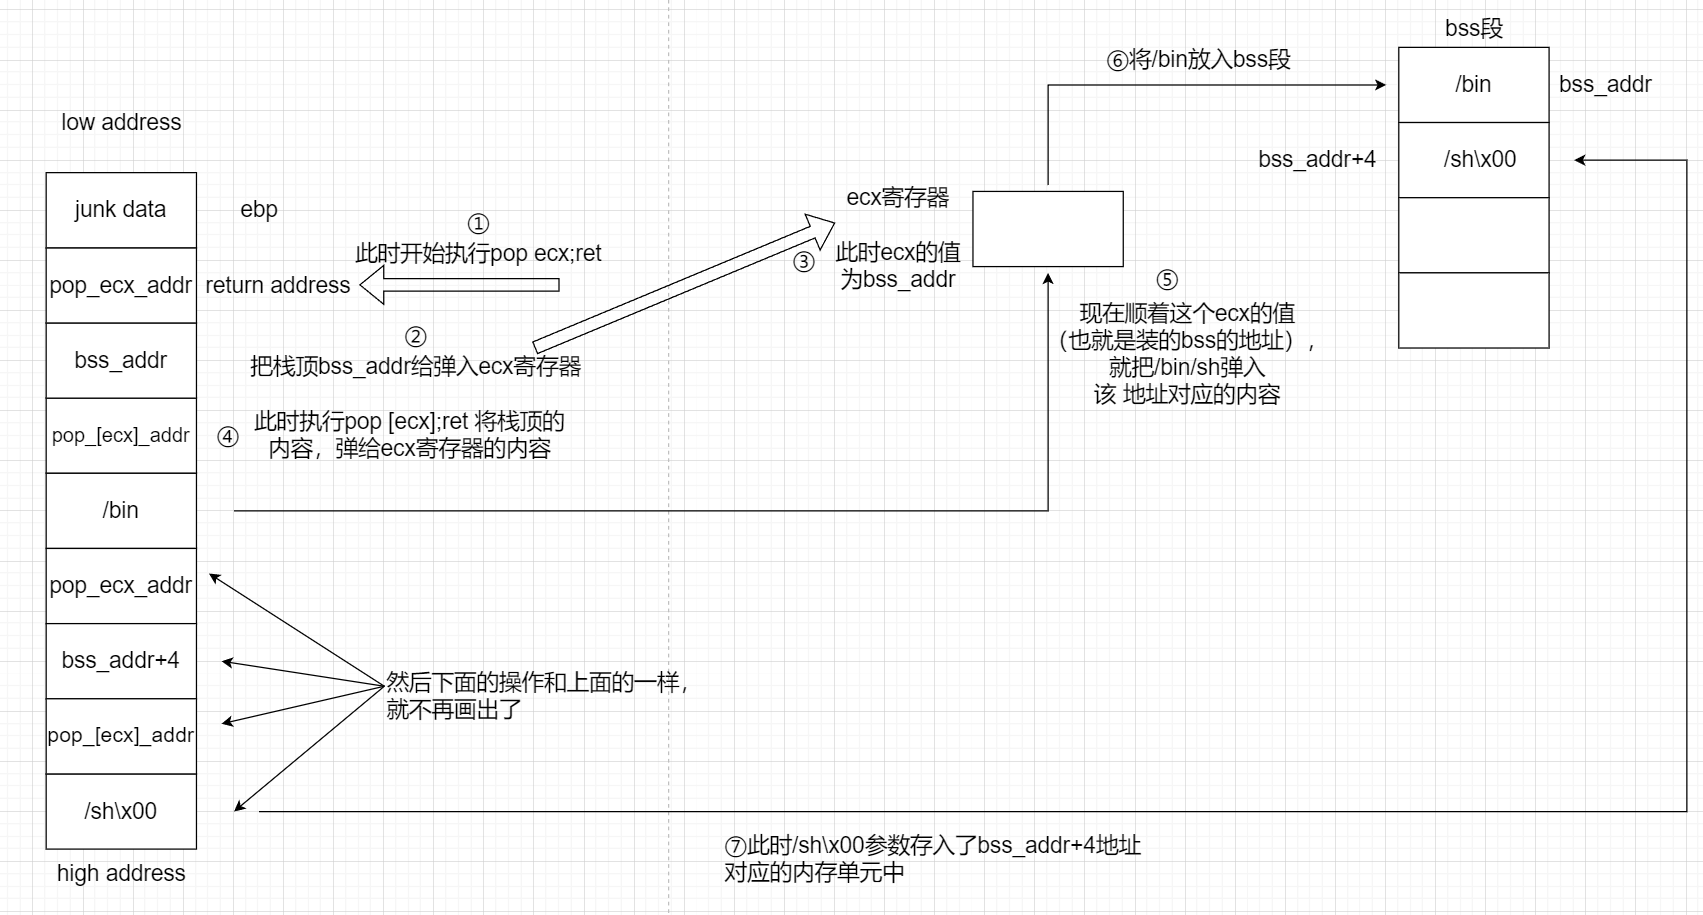 bss段
⑥将/bin放入bss段
/bin
bss_addr
low address
bss_addr+4
/sh\x00
junk data
ebp
①
此时开始执行pop ecx;ret
pop_ecx_addr
return address
②
把栈顶bss_addr给弹入ecx寄存器
bss_addr
③
ecx寄存器
此时ecx的值
为bss_addr
⑤
现在顺着这个ecx的值
（也就是装的bss的地址），
就把/bin/sh弹入
该 地址对应的内容
pop_[ecx]_addr
④
此时执行pop [ecx];ret 将栈顶的
内容，弹给ecx寄存器的内容
/bin
pop_ecx_addr
bss_addr+4
然后下面的操作和上面的一样，
就不再画出了
pop_[ecx]_addr
/sh\x00
high address
⑦此时/sh\x00参数存入了bss_addr+4地址
对应的内存单元中